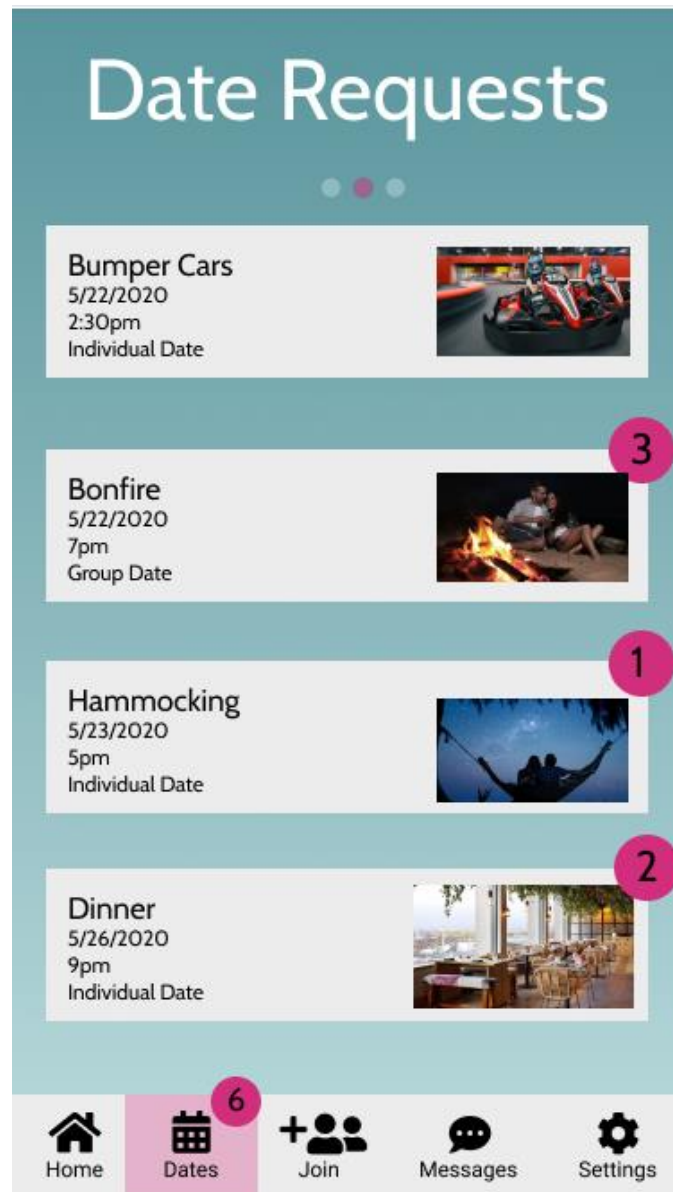 Date Requests
Bumper Cars
5/22/2020
2:30pm
Individual Date
3
Bonfire
5/22/2020
7pm
Group Date
1
Hammocking
5/23/2020
5pm
Individual Date
2
Dinner
5/26/2020
9pm
Individual Date
6
Home
Dates
Join
Messages
Settings